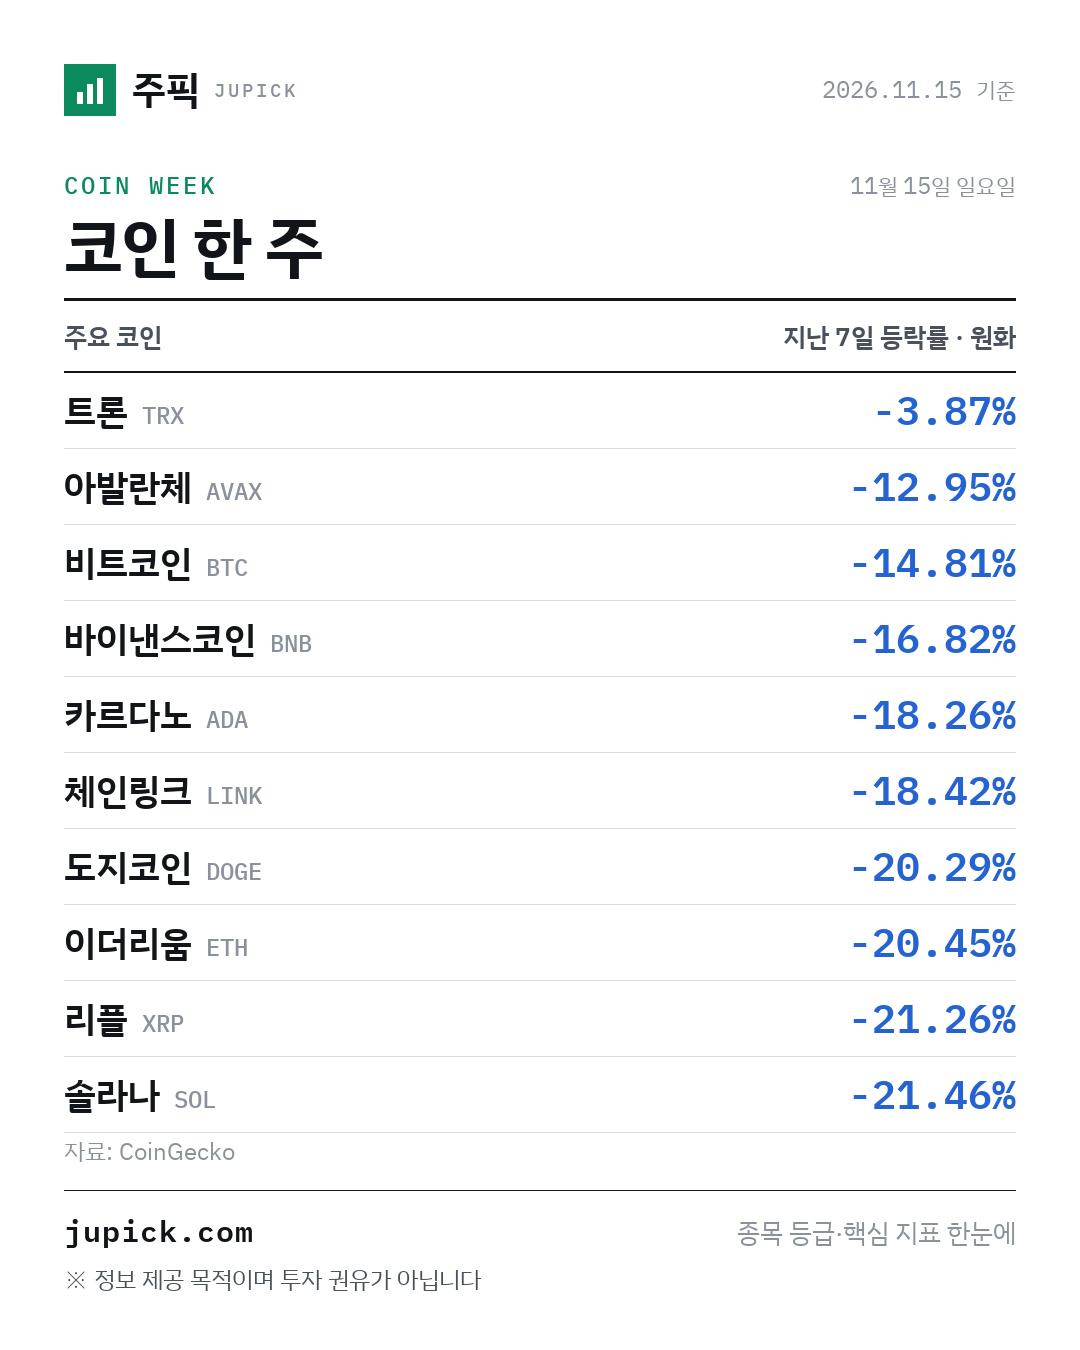 주픽 JUPICK 2026.11.15 기준
COIN WEEK 11월 15일 일요일
코인 한 주
주요 코인 지난 7일 등락률 · 원화
트론 TRX -3.87%
아발란체 AVAX -12.95%
비트코인 BTC -14.81%
바이낸스코인 BNB -16.82%
카르다노 ADA -18.26%
체인링크 LINK -18.42%
도지코인 DOGE -20.29%
이더리움 ETH -20.45%
리플 XRP -21.26%
솔라나 SOL -21.46%
자료: CoinGecko
jupick.com 종목 등급·핵심 지표 한눈에
※ 정보 제공 목적이며 투자 권유가 아닙니다